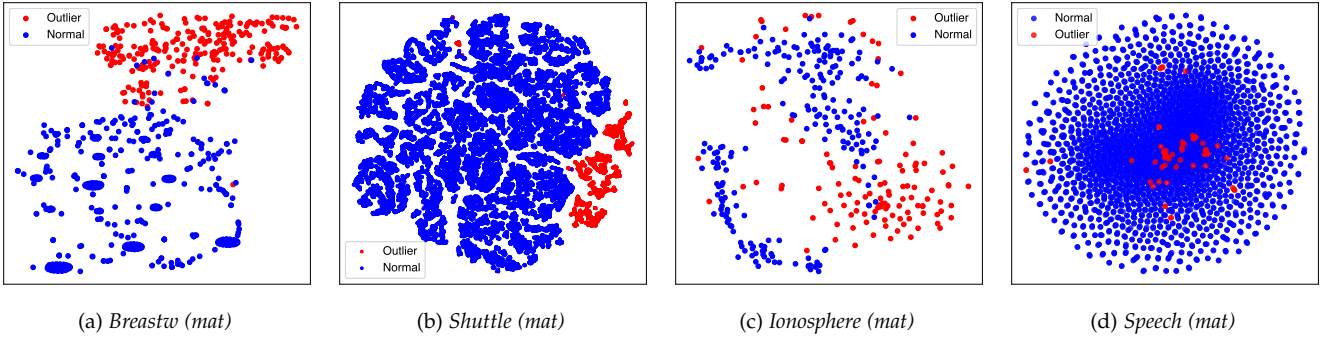 Outlier
Normal
Outlier
Normal
Outlier
Normal
Normal
Outlier
(a) Breastw (mat)
(b) Shuttle (mat)
(c) Ionosphere (mat)
(d) Speech (mat)